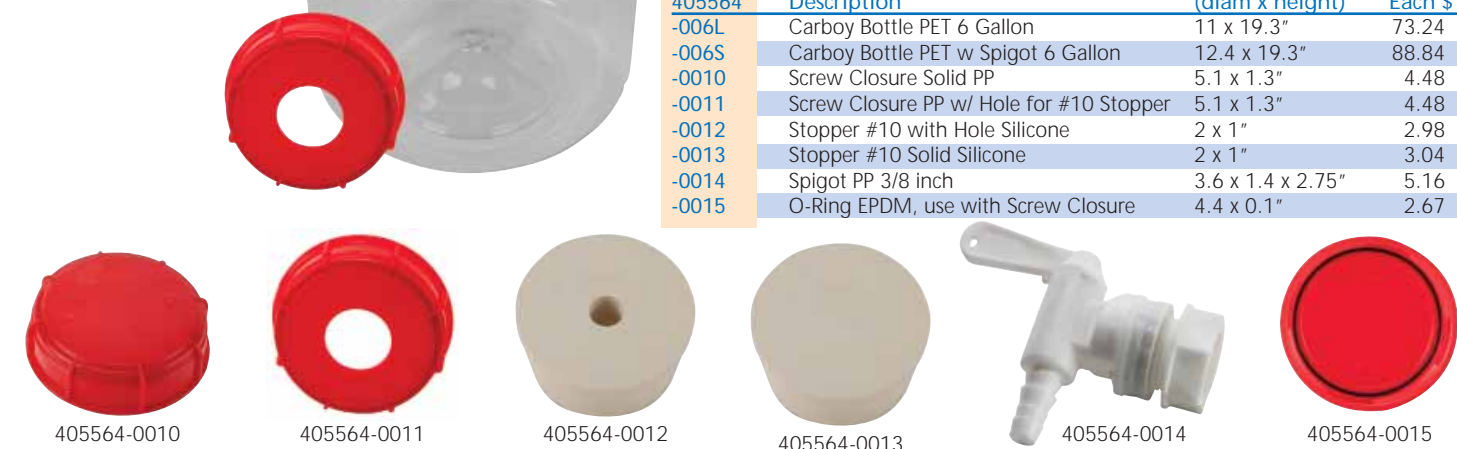 405564 Description (diam x height) Each $
-006L Carboy Bottle PET 6 Gallon 11 x 19.3" 73.24
-006S Carboy Bottle PET w Spigot 6 Gallon 12.4 x 19.3" 88.84
-0010 Screw Closure Solid PP 5.1 x 1.3" 4.48
-0011 Screw Closure PP w/ Hole for #10 Stopper 5.1 x 1.3" 4.48
-0012 Stopper #10 with Hole Silicone 2 x 1" 2.98
-0013 Stopper #10 Solid Silicone 2 x 1" 3.04
-0014 Spigot PP 3/8 inch 3.6 x 1.4 x 2.75" 5.16
-0015 O-Ring EPDM, use with Screw Closure 4.4 x 0.1" 2.67
405564-0010 405564-0011 405564-0012 405564-0013 405564-0014 405564-0015